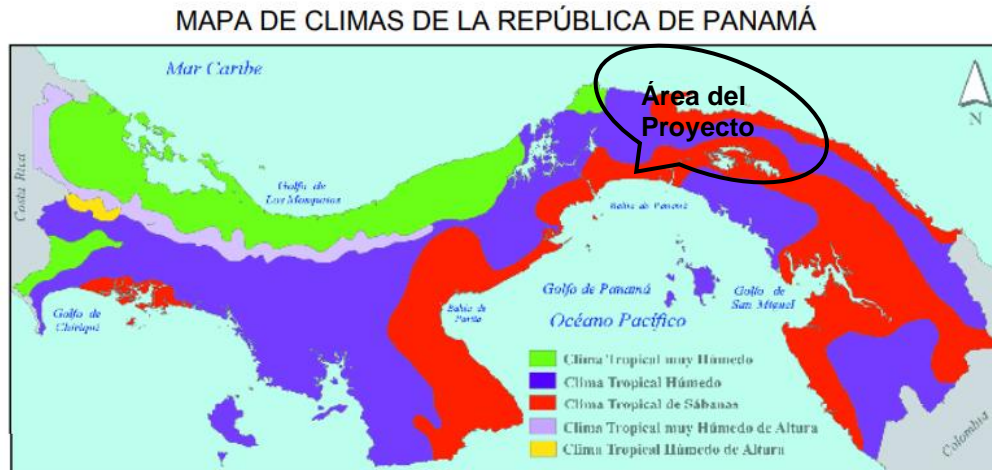 MAPA DE CLIMAS DE LA REPÚBLICA DE PANAMÁ
Mar Caribe
Área del
Proyecto
N
Costa Rica
Golfo de
Los Mosquitos
Bahía de Panamá
Golfo de
Chiriquí
Bahía de
Parita
Golfo de Panamá
Golfo de
San Miguel
Océano Pacífico
Clima Tropical muy Húmedo
Clima Tropical Húmedo
Clima Tropical de Sábanas
Clima Tropical muy Húmedo de Altura
Clima Tropical Húmedo de Altura
Colombia